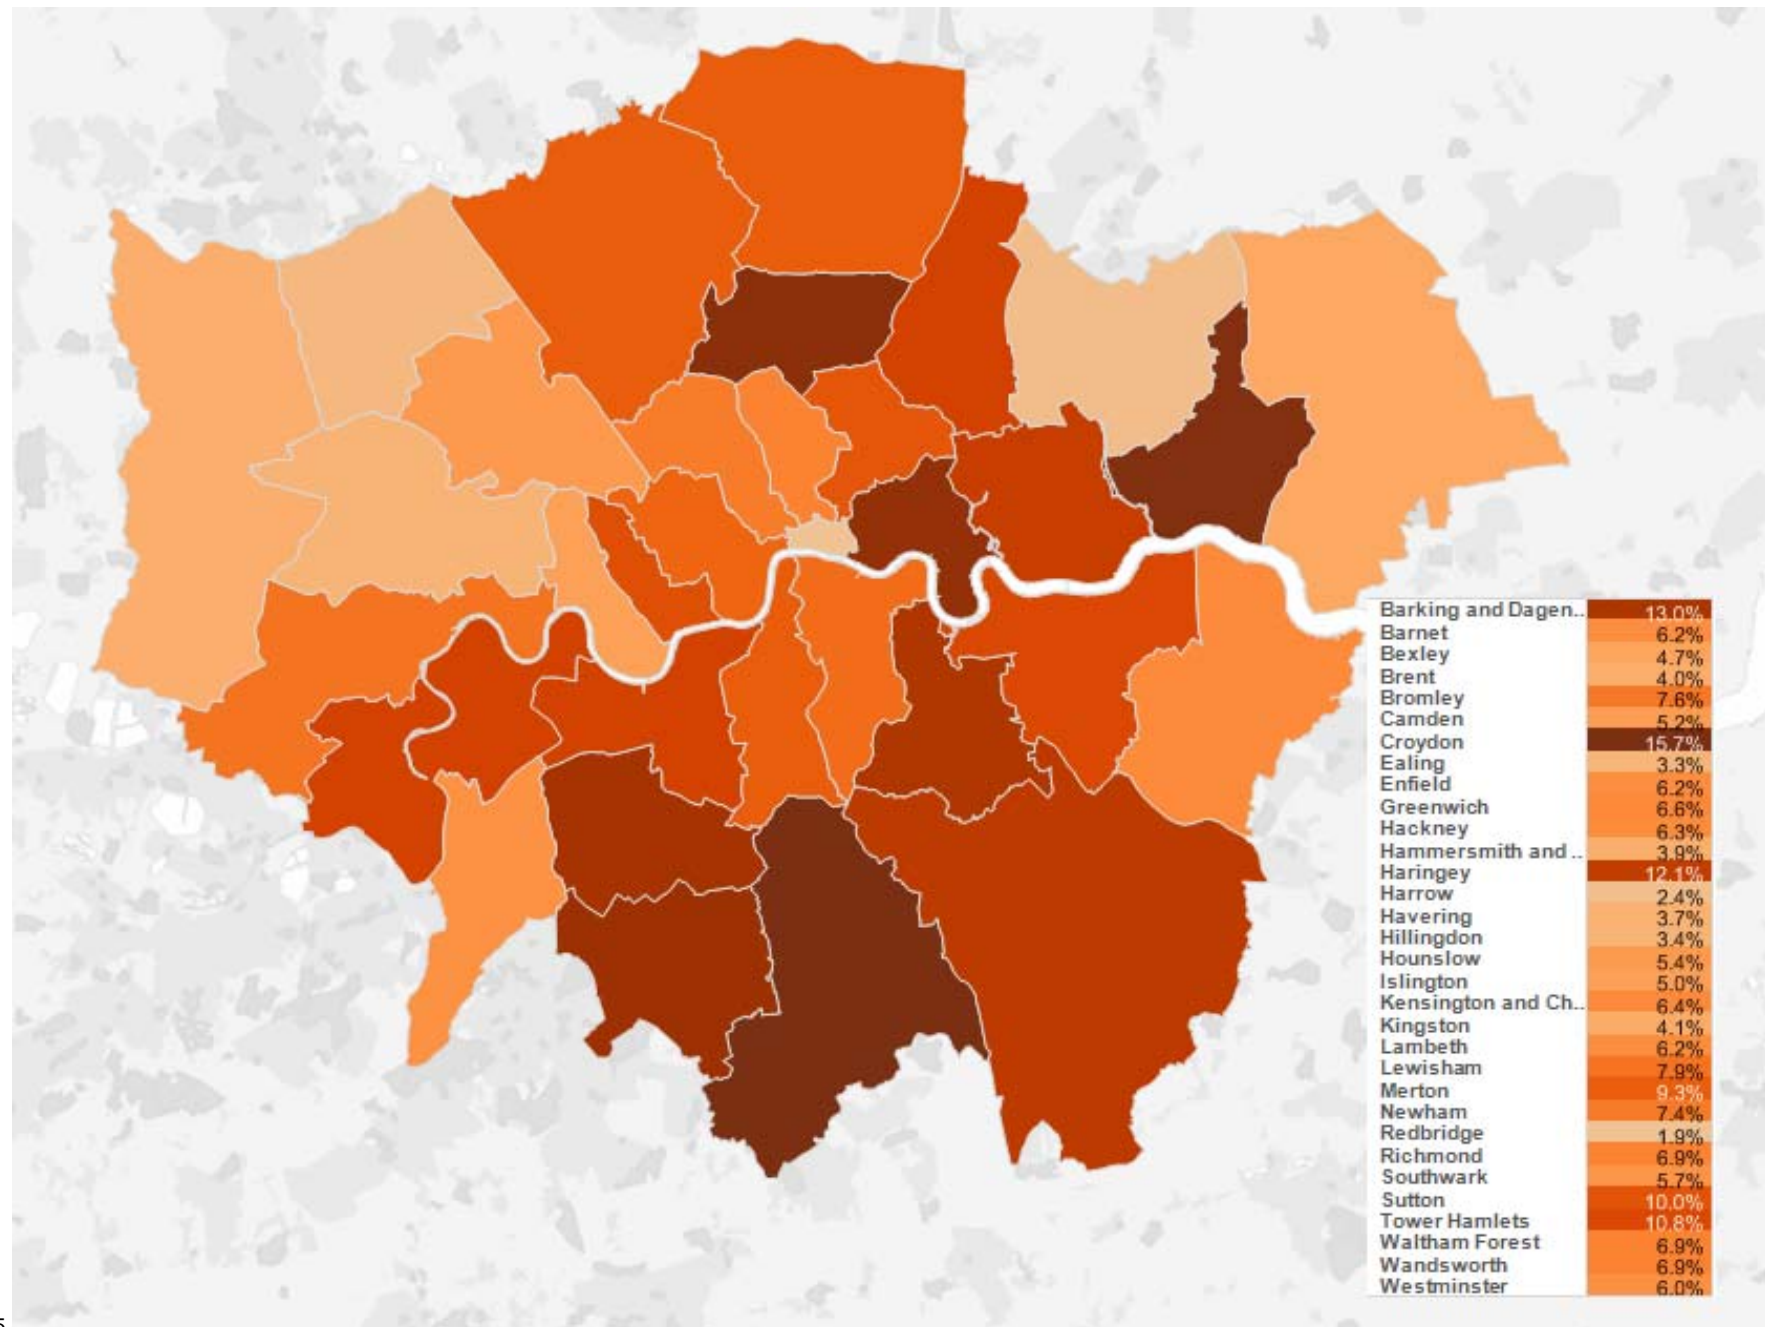 Barking and Dagen.. 13.0%
Barnet 6.2%
Bexley 4.7%
Brent 4.0%
Bromley 7.6%
Camden 5.2%
Croydon 15.7%
Ealing 3.3%
Enfield 6.2%
Greenwich 6.6%
Hackney 6.3%
Hammersmith and .. 3.9%
Haringey 12.1%
Harrow 2.4%
Havering 3.7%
Hillingdon 3.4%
Hounslow 5.4%
Islington 5.0%
Kensington and Ch.. 6.4%
Kingston 4.1%
Lambeth 6.2%
Lewisham 7.9%
Merton 9.3%
Newham 7.4%
Redbridge 1.9%
Richmond 6.9%
Southwark 5.7%
Sutton 10.0%
Tower Hamlets 10.8%
Waltham Forest 6.9%
Wandsworth 6.9%
Westminster 6.0%